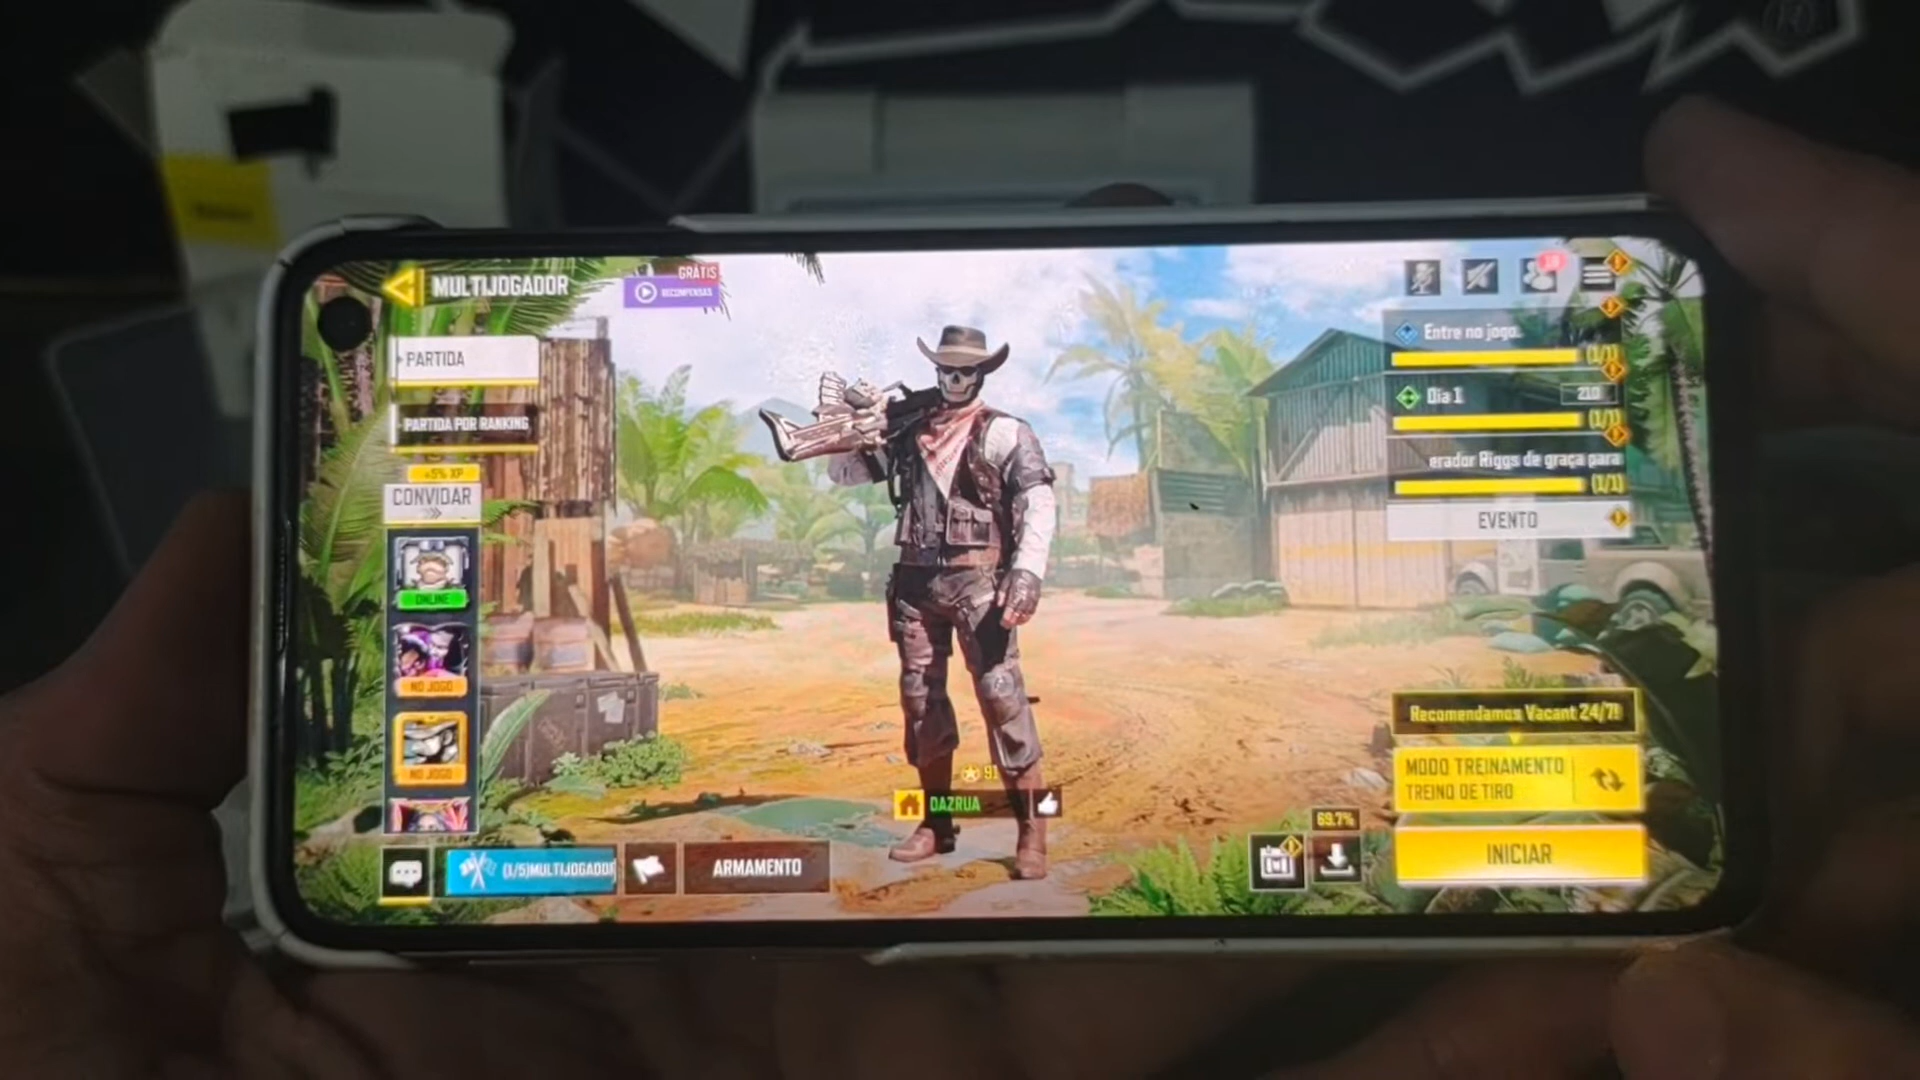 MULTIJOGADOR
GRÁTIS
RECOMPENSAS
PARTIDA
PARTIDA POR RANKING
+5% XP
CONVIDAR
ONLINE
NO JOGO
NO JOGO
Entre no jogo.
(1/1)
Dia 1
210
(1/1)
erador Riggs de graça para
(1/1)
EVENTO
Recomendamos Vacant 24/7!
MODO TREINAMENTO
TREINO DE TIRO
69.7%
INICIAR
91
DAZRUA
(1/5)MULTIJOGADOR
ARMAMENTO